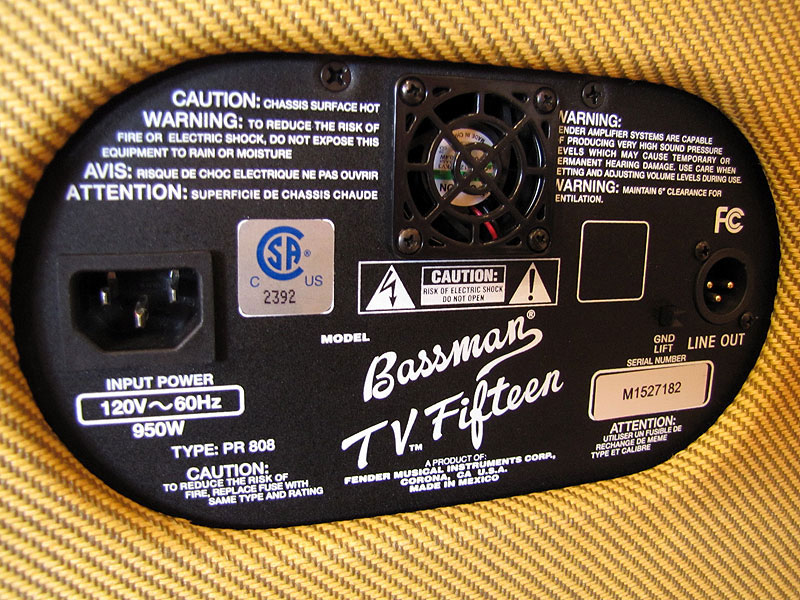 CAUTION: CHASSIS SURFACE HOT
WARNING: TO REDUCE THE RISK OF
FIRE OR ELECTRIC SHOCK, DO NOT EXPOSE THIS
EQUIPMENT TO RAIN OR MOISTURE
AVIS: RISQUE DE CHOC ELECTRIQUE NE PAS OUVRIR
ATTENTION: SUPERFICIE DE CHASSIS CHAUDE
WARNING:
ENDER AMPLIFIER SYSTEMS ARE CAPABLE
F PRODUCING VERY HIGH SOUND PRESSURE
EVELS WHICH MAY CAUSE TEMPORARY OR
ERMANENT HEARING DAMAGE. USE CARE WHEN
ETTING AND ADJUSTING VOLUME LEVELS DURING USE.
WARNING: MAINTAIN 6" CLEARANCE FOR
ENTILATION.
FC
CSA®
C US
2392
CAUTION:
RISK OF ELECTRIC SHOCK
DO NOT OPEN
!
MODEL
Bassman®
TV™ Fifteen
A PRODUCT OF:
FENDER MUSICAL INSTRUMENTS CORP.,
CORONA, CA U.S.A.
MADE IN MEXICO
INPUT POWER
120V~60Hz
950W
TYPE: PR 808
CAUTION:
TO REDUCE THE RISK OF
FIRE, REPLACE FUSE WITH
SAME TYPE AND RATING
GND
LIFT
LINE OUT
SERIAL NUMBER
M1527182
ATTENTION:
UTILISER UN FUSIBLE DE
RECHANGE DE MEME
TYPE ET CALIBRE